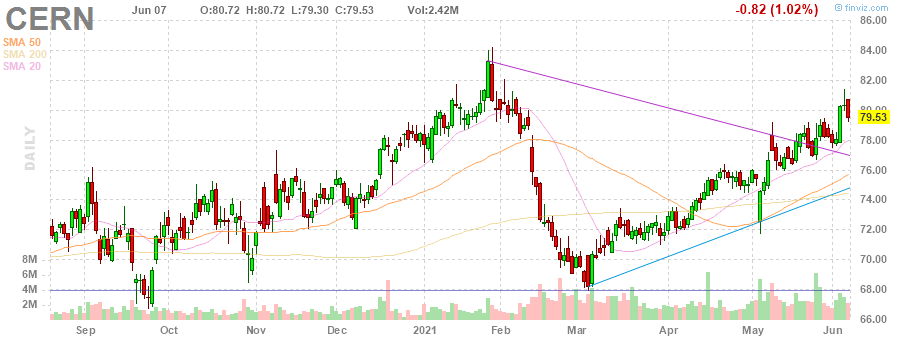 CERN Jun 07 O:80.72 H:80.72 L:79.30 C:79.53 Vol:2.42M -0.82 (1.02%) © finviz.com
SMA 50
SMA 200
SMA 20
DAILY
86.00
84.00
82.00
80.00
79.53
78.00
76.00
74.00
72.00
70.00
68.00
66.00
8M
6M
4M
2M
Sep Oct Nov Dec 2021 Feb Mar Apr May Jun